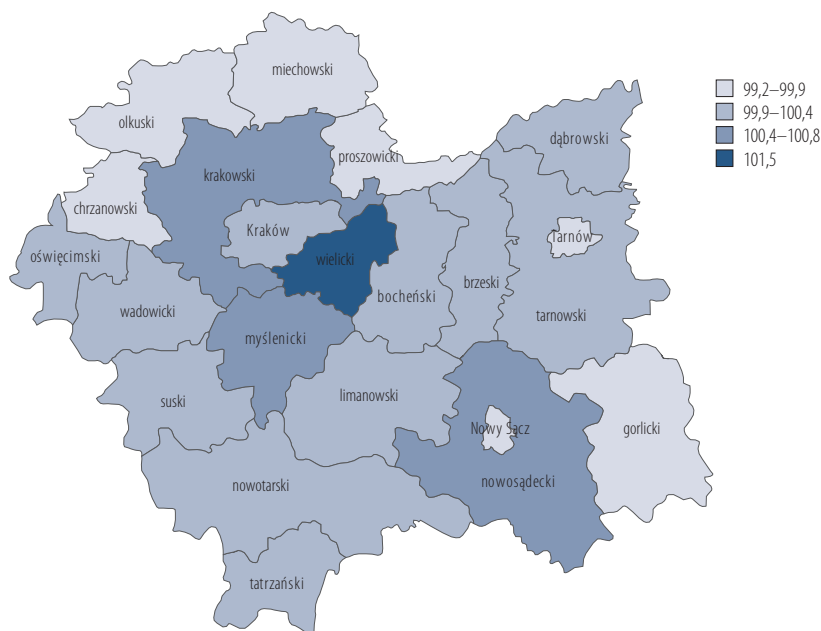 miechowski
olkuski
99,2–99,9
99,9–100,4
100,4–100,8
101,5
dąbrowski
proszowicki
krakowski
chrzanowski
Kraków
Tarnów
oświęcimski
wielicki
brzeski
bocheński
wadowicki
tarnowski
myślenicki
limanowski
suski
Nowy Sącz
gorlicki
nowosądecki
nowotarski
tatrzański